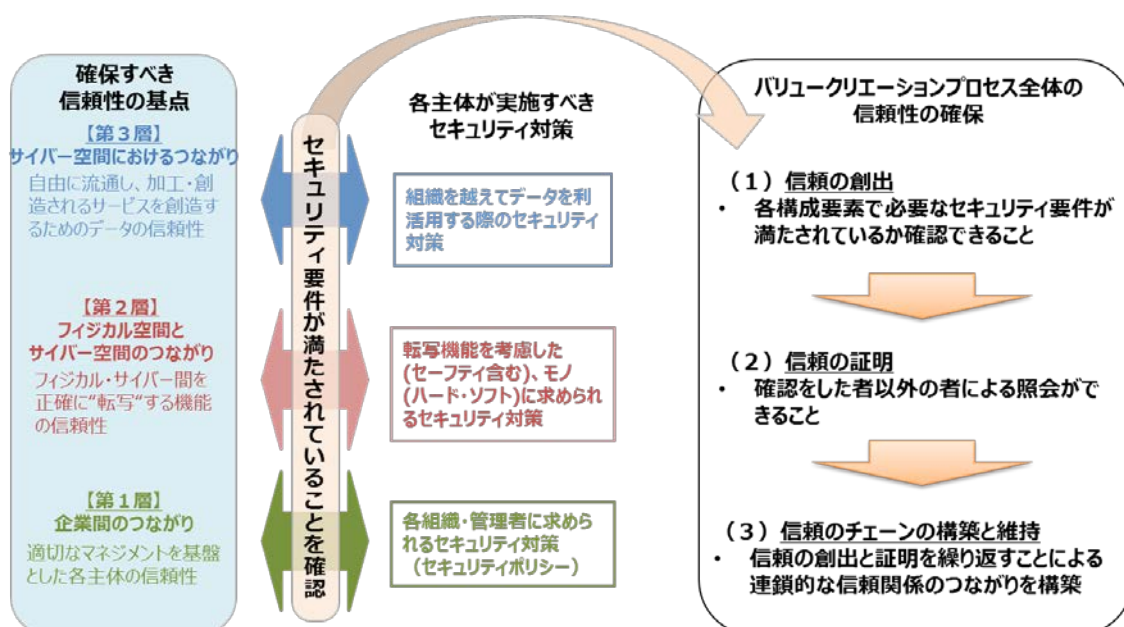 確保すべき
信頼性の基点
【第3層】
サイバー空間におけるつながり
自由に流通し、加工・創
造されるサービスを創造す
るためのデータの信頼性
【第2層】
フィジカル空間と
サイバー空間のつながり
フィジカル・サイバー間を
正確に“転写“する機能
の信頼性
【第1層】
企業間のつながり
適切なマネジメントを基盤
とした各主体の信頼性
セキュリティ要件が満たされていることを確認
各主体が実施すべき
セキュリティ対策
組織を越えてデータを利
活用する際のセキュリティ
対策
転写機能を考慮した
(セーフティ含む)、モノ
(ハード・ソフト)に求められ
るセキュリティ対策
各組織・管理者に求めら
れるセキュリティ対策
（セキュリティポリシー）
バリュークリエーションプロセス全体の
信頼性の確保
（1）信頼の創出
・ 各構成要素で必要なセキュリティ要件が
満たされているか確認できること
（2）信頼の証明
・ 確認をした者以外の者による照会がで
きること
（3）信頼のチェーンの構築と維持
・ 信頼の創出と証明を繰り返すことによる
連鎖的な信頼関係のつながりを構築